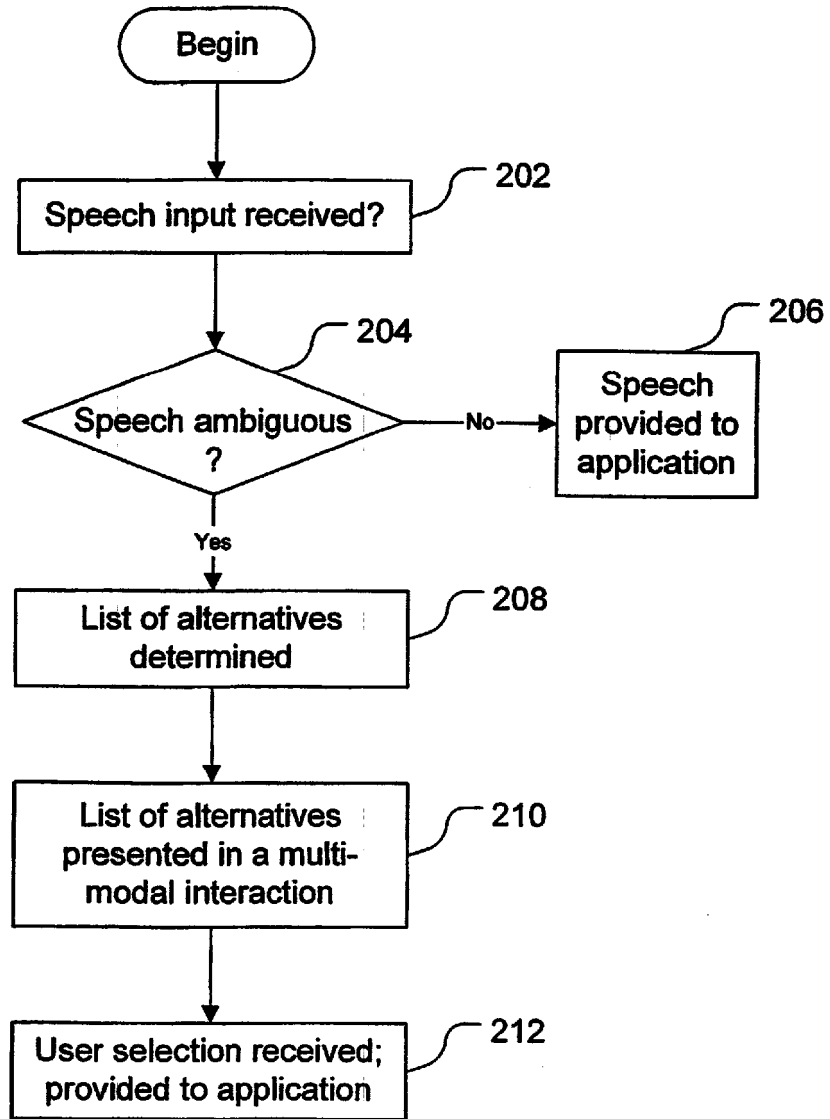 Begin
202
Speech input received?
204
206
Speech ambiguous
?
No
Speech
provided to
application
Yes
208
List of alternatives
determined
210
List of alternatives
presented in a multi-
modal interaction
212
User selection received;
provided to application